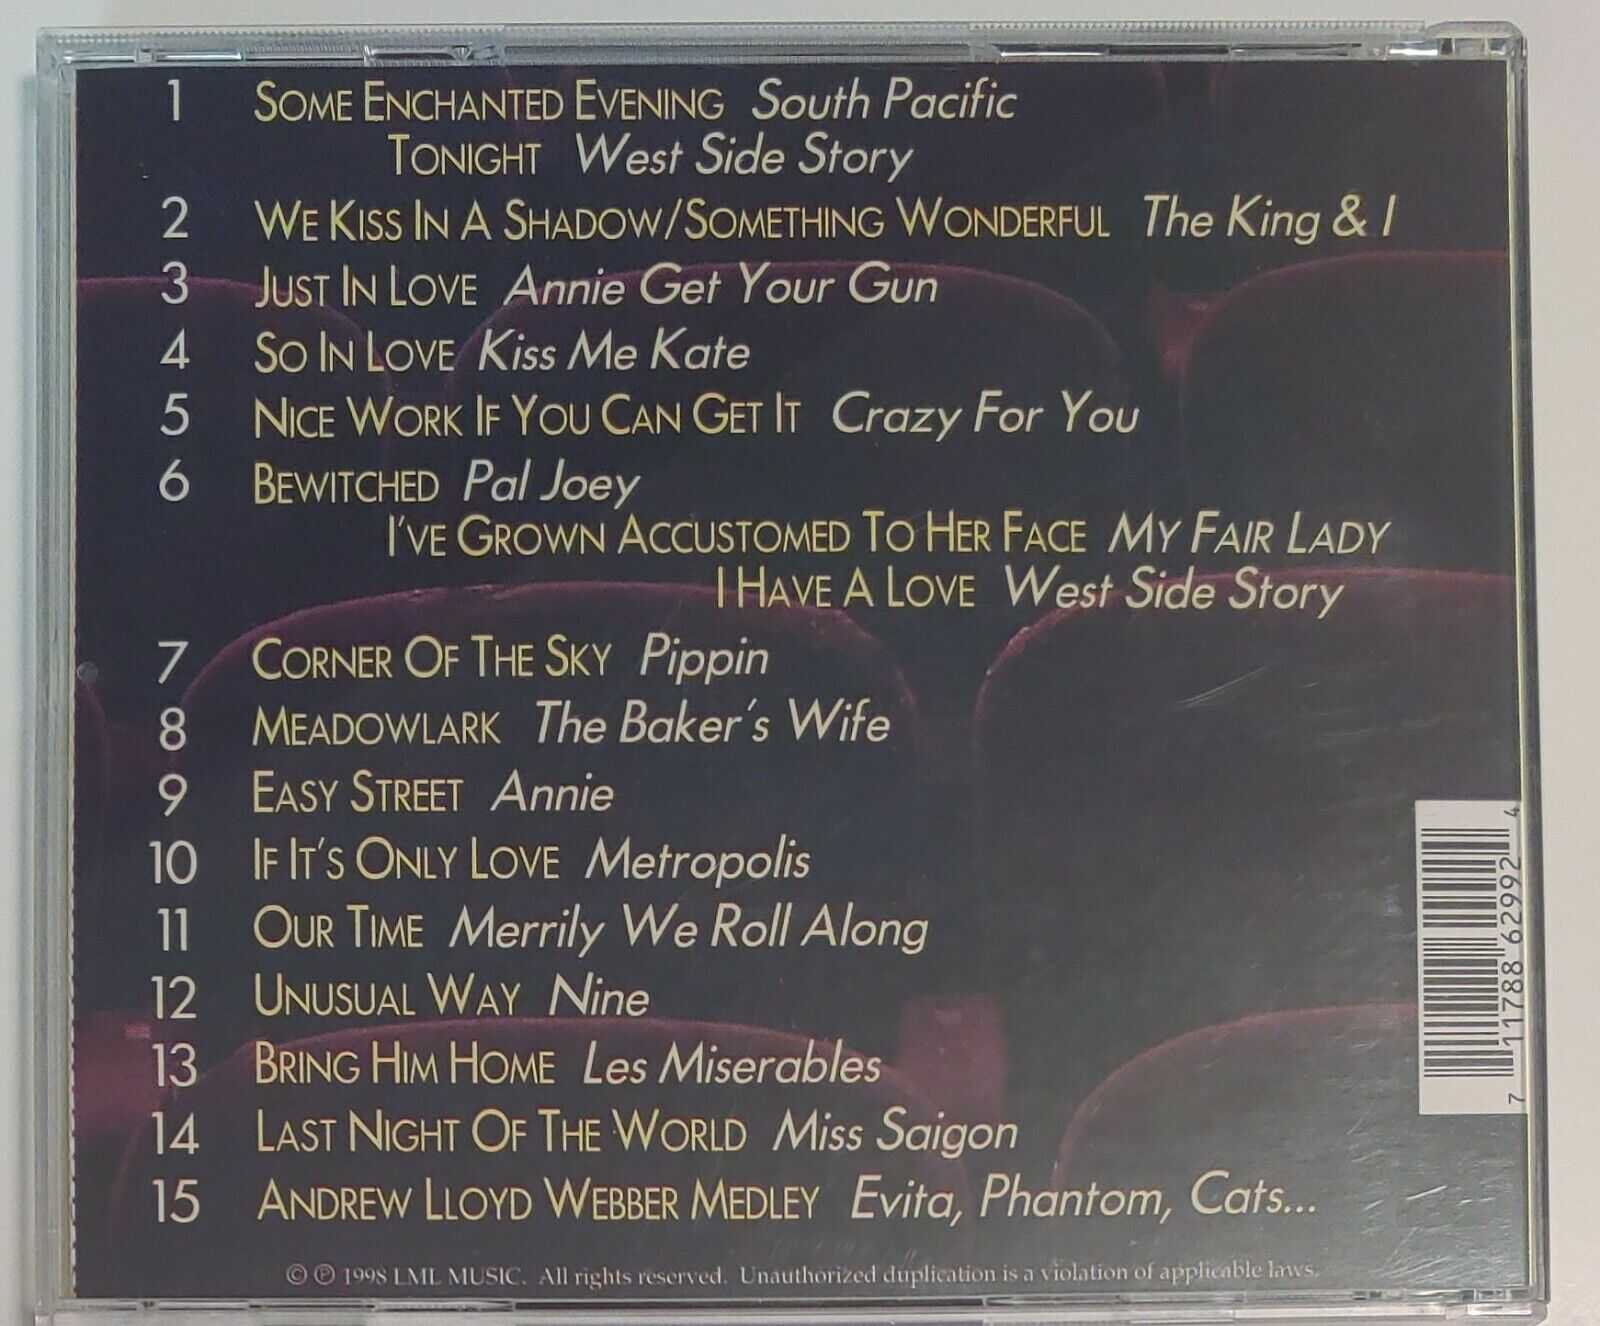 1 SOME ENCHANTED EVENING South Pacific
TONIGHT West Side Story
2 WE KISS IN A SHADOW/SOMETHING WONDERFUL The King & I
3 JUST IN LOVE Annie Get Your Gun
4 SO IN LOVE Kiss Me Kate
5 NICE WORK IF YOU CAN GET IT Crazy For You
6 BEWITCHED Pal Joey
I'VE GROWN ACCUSTOMED TO HER FACE MY FAIR LADY
I HAVE A LOVE West Side Story
7 CORNER OF THE SKY Pippin
8 MEADOWLARK The Baker's Wife
9 EASY STREET Annie
10 IF IT'S ONLY LOVE Metropolis
11 OUR TIME Merrily We Roll Along
12 UNUSUAL WAY Nine
13 BRING HIM HOME Les Miserables
14 LAST NIGHT OF THE WORLD Miss Saigon
15 ANDREW LLOYD WEBBER MEDLEY Evita, Phantom, Cats...
© ℗ 1998 LML MUSIC. All rights reserved. Unauthorized duplication is a violation of applicable laws.
7 11788 62992 4